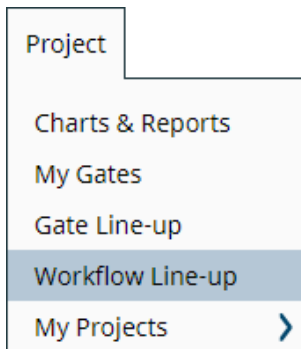 Project
Charts & Reports
My Gates
Gate Line-up
Workflow Line-up
My Projects